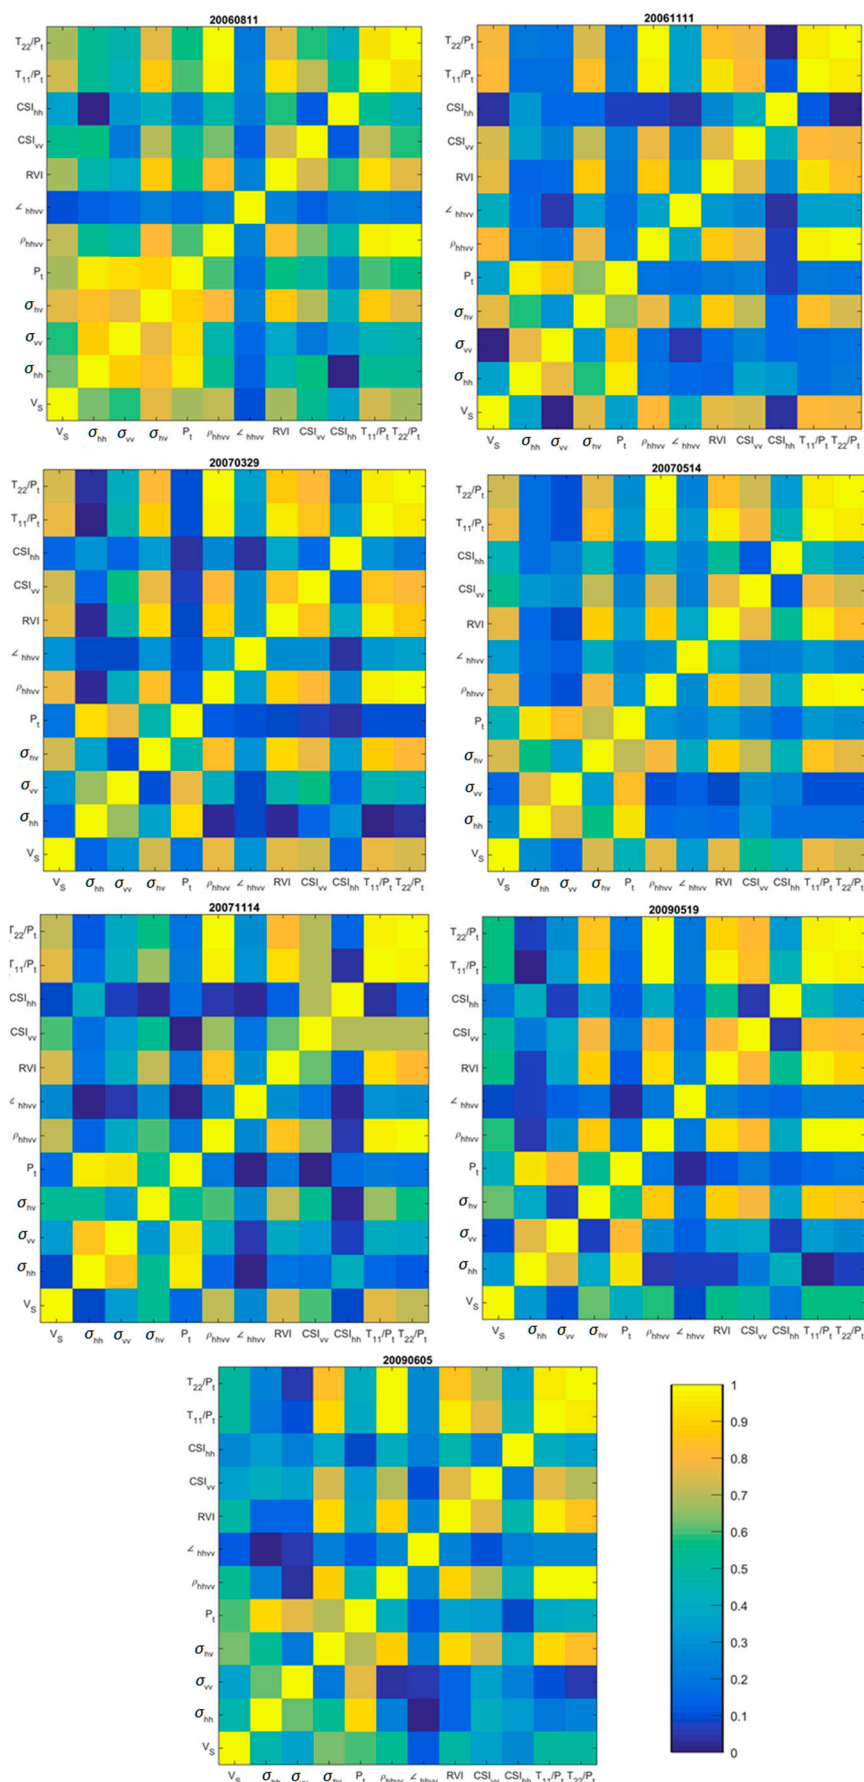 20060811
T22/Pt
T11/Pt
CSIhh
CSIvv
RVI
∠hhvv
ρhhvv
Pt
σhv
σvv
σhh
VS
VS σhh σvv σhv Pt ρhhvv ∠hhvv RVI CSIvv CSIhh T11/Pt T22/Pt
20061111
T22/Pt
T11/Pt
CSIhh
CSIvv
RVI
∠hhvv
ρhhvv
Pt
σhv
σvv
σhh
VS
VS σhh σvv σhv Pt ρhhvv ∠hhvv RVI CSIvv CSIhh T11/Pt T22/Pt
20070329
T22/Pt
T11/Pt
CSIhh
CSIvv
RVI
∠hhvv
ρhhvv
Pt
σhv
σvv
σhh
VS
VS σhh σvv σhv Pt ρhhvv ∠hhvv RVI CSIvv CSIhh T11/Pt T22/Pt
20070514
T22/Pt
T11/Pt
CSIhh
CSIvv
RVI
∠hhvv
ρhhvv
Pt
σhv
σvv
σhh
VS
VS σhh σvv σhv Pt ρhhvv ∠hhvv RVI CSIvv CSIhh T11/Pt T22/Pt
20071114
T22/Pt
T11/Pt
CSIhh
CSIvv
RVI
∠hhvv
ρhhvv
Pt
σhv
σvv
σhh
VS
VS σhh σvv σhv Pt ρhhvv ∠hhvv RVI CSIvv CSIhh T11/Pt T22/Pt
20090519
T22/Pt
T11/Pt
CSIhh
CSIvv
RVI
∠hhvv
ρhhvv
Pt
σhv
σvv
σhh
VS
VS σhh σvv σhv Pt ρhhvv ∠hhvv RVI CSIvv CSIhh T11/Pt T22/Pt
20090605
T22/Pt
T11/Pt
CSIhh
CSIvv
RVI
∠hhvv
ρhhvv
Pt
σhv
σvv
σhh
VS
VS σhh σvv σhv Pt ρhhvv ∠hhvv RVI CSIvv CSIhh T11/Pt T22/Pt
1
0.9
0.8
0.7
0.6
0.5
0.4
0.3
0.2
0.1
0